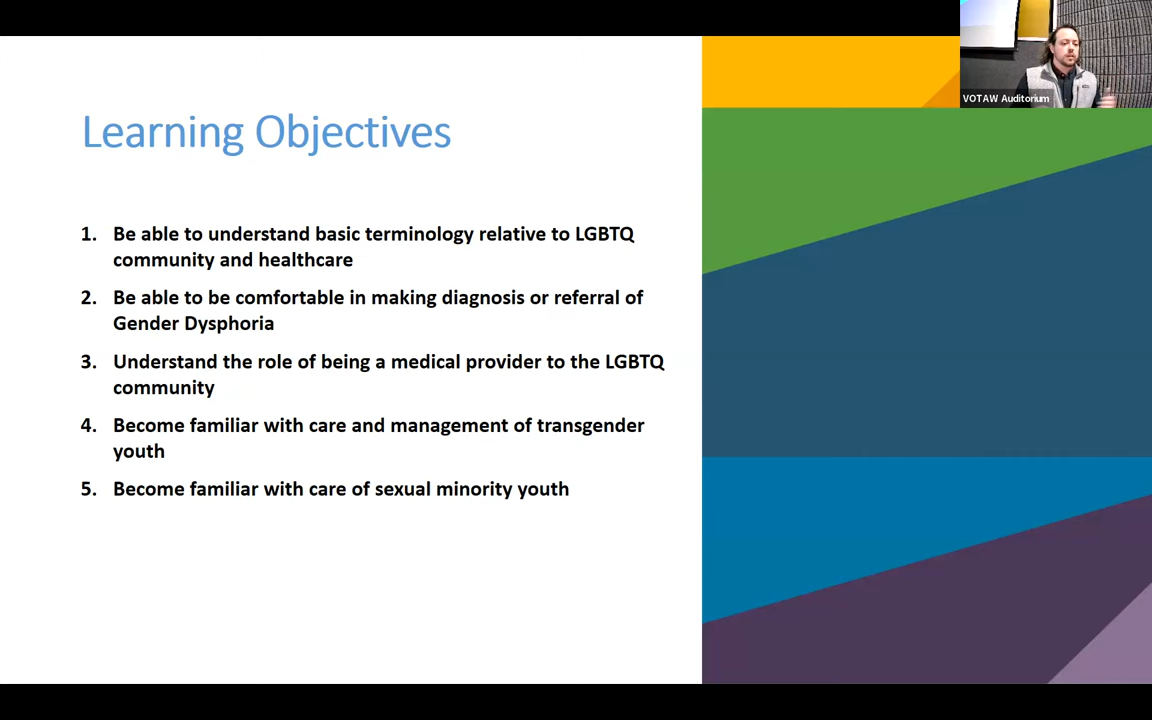 VOTAW Auditorium
Learning Objectives
1. Be able to understand basic terminology relative to LGBTQ
community and healthcare
2. Be able to be comfortable in making diagnosis or referral of
Gender Dysphoria
3. Understand the role of being a medical provider to the LGBTQ
community
4. Become familiar with care and management of transgender
youth
5. Become familiar with care of sexual minority youth